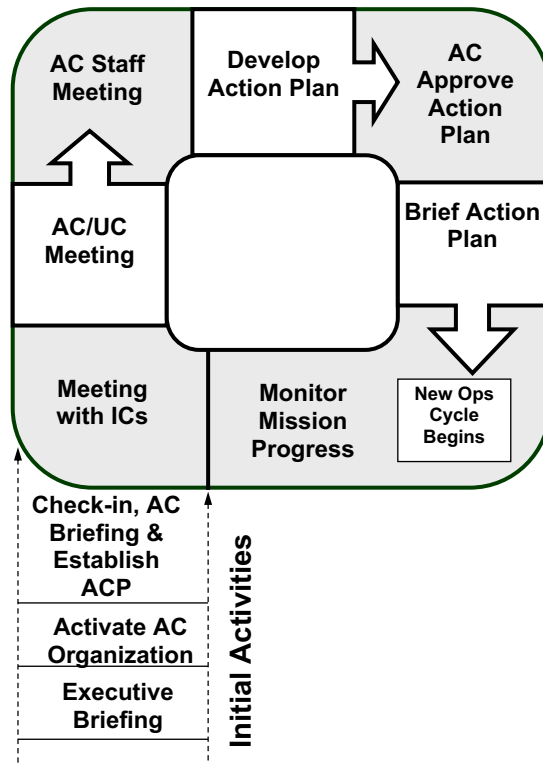 AC Staff
Meeting
Develop
Action Plan
AC
Approve
Action
Plan
AC/UC
Meeting
Brief Action
Plan
Meeting
with ICs
Monitor
Mission
Progress
New Ops
Cycle
Begins
Check-in, AC
Briefing &
Establish
ACP
Activate AC
Organization
Executive
Briefing
Initial Activities